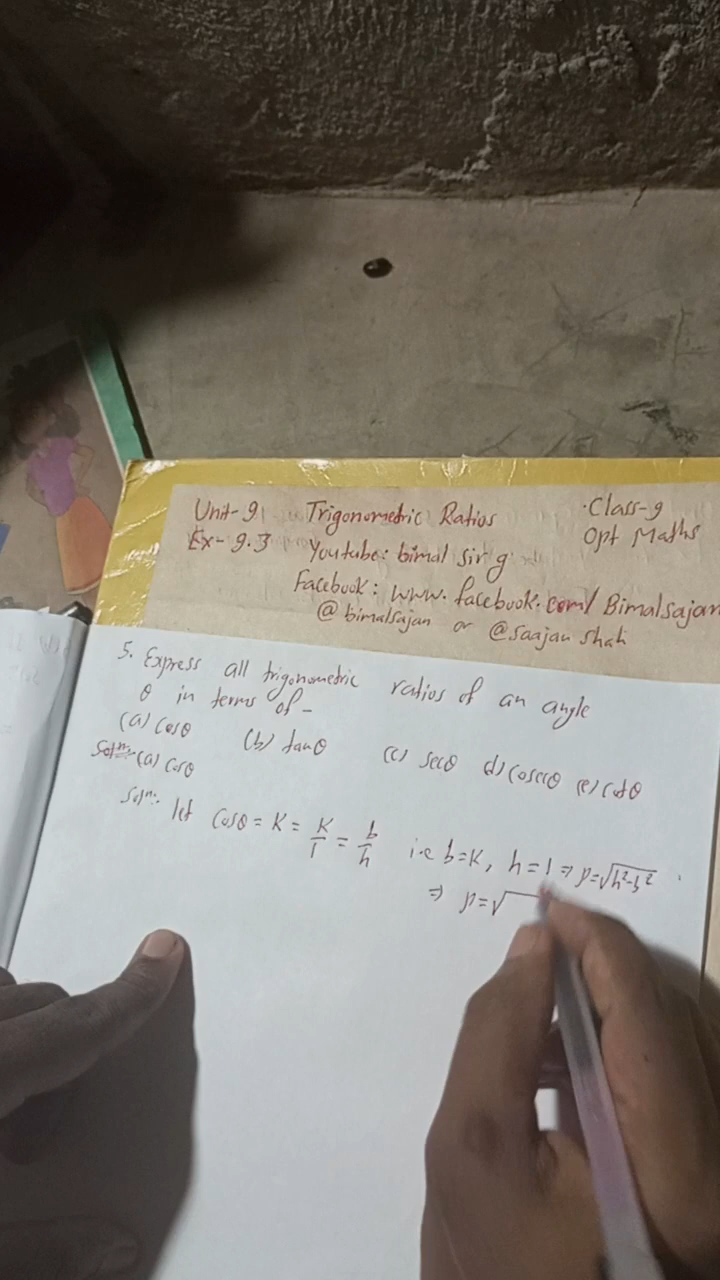 Unit-9 Trigonometric Ratios Class-9
Ex-9.3 Youtube: bimal sir g Opt Maths
Facebook: www.facebook.com/Bimalsajan
@bimalsajan or @saajan shah
5. Express all trigonometric ratios of an angle
θ in terms of -
(a) cosθ (b) tanθ (c) secθ d) cosecθ (e) cotθ
Solⁿ:- (a) cosθ
Solⁿ:- let cosθ = K = K/1 = b/h i.e b=K, h=1 ⇒ p=√h²-b²
⇒ p=√